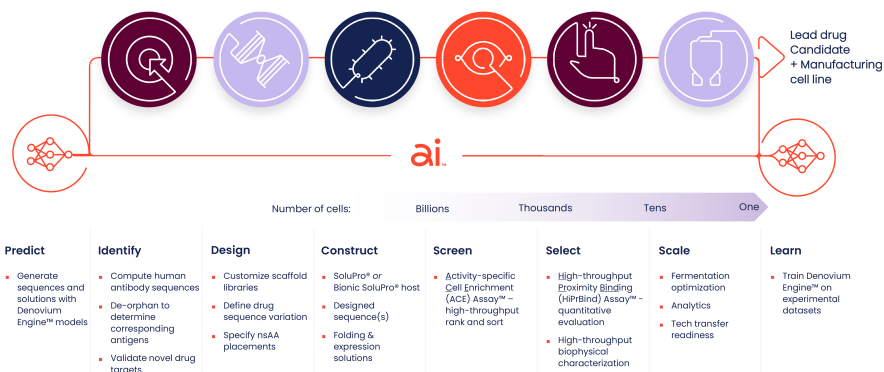 Lead drug
Candidate
+ Manufacturing
cell line
ai™
Number of cells:
Billions
Thousands
Tens
One
Predict
▪ Generate
sequences and
solutions with
Denovium
Engine™ models
Identify
▪ Compute human
antibody sequences
▪ De-orphan to
determine
corresponding
antigens
▪ Validate novel drug
targets
Design
▪ Customize scaffold
libraries
▪ Define drug
sequence variation
▪ Specify nsAA
placements
Construct
▪ SoluPro® or
Bionic SoluPro® host
▪ Designed
sequence(s)
▪ Folding &
expression
solutions
Screen
▪ Activity-specific
Cell Enrichment
(ACE) Assay™ –
high-throughput
rank and sort
Select
▪ High-throughput
Proximity Binding
(HiPrBind) Assay™ -
quantitative
evaluation
▪ High-throughput
biophysical
characterization
Scale
▪ Fermentation
optimization
▪ Analytics
▪ Tech transfer
readiness
Learn
▪ Train Denovium
Engine™ on
experimental
datasets